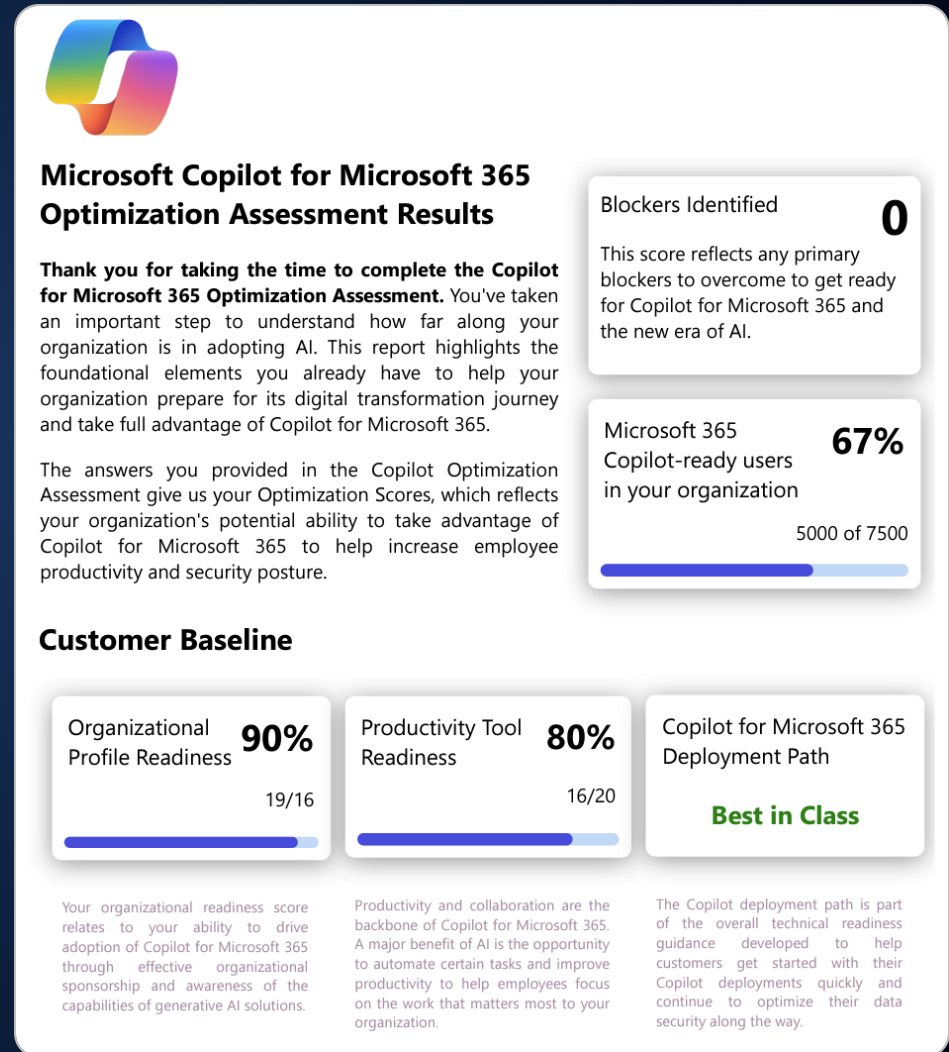 Microsoft Copilot for Microsoft 365
Optimization Assessment Results
Thank you for taking the time to complete the Copilot
for Microsoft 365 Optimization Assessment. You've taken
an important step to understand how far along your
organization is in adopting AI. This report highlights the
foundational elements you already have to help your
organization prepare for its digital transformation journey
and take full advantage of Copilot for Microsoft 365.
The answers you provided in the Copilot Optimization
Assessment give us your Optimization Scores, which reflects
your organization's potential ability to take advantage of
Copilot for Microsoft 365 to help increase employee
productivity and security posture.
Blockers Identified
0
This score reflects any primary
blockers to overcome to get ready
for Copilot for Microsoft 365 and
the new era of AI.
Microsoft 365
Copilot-ready users
in your organization
67%
5000 of 7500
Customer Baseline
Organizational
Profile Readiness
90%
19/16
Productivity Tool
Readiness
80%
16/20
Copilot for Microsoft 365
Deployment Path
Best in Class
Your organizational readiness score
relates to your ability to drive
adoption of Copilot for Microsoft 365
through effective organizational
sponsorship and awareness of the
capabilities of generative AI solutions.
Productivity and collaboration are the
backbone of Copilot for Microsoft 365.
A major benefit of AI is the opportunity
to automate certain tasks and improve
productivity to help employees focus
on the work that matters most to your
organization.
The Copilot deployment path is part
of the overall technical readiness
guidance developed to help
customers get started with their
Copilot deployments quickly and
continue to optimize their data
security along the way.